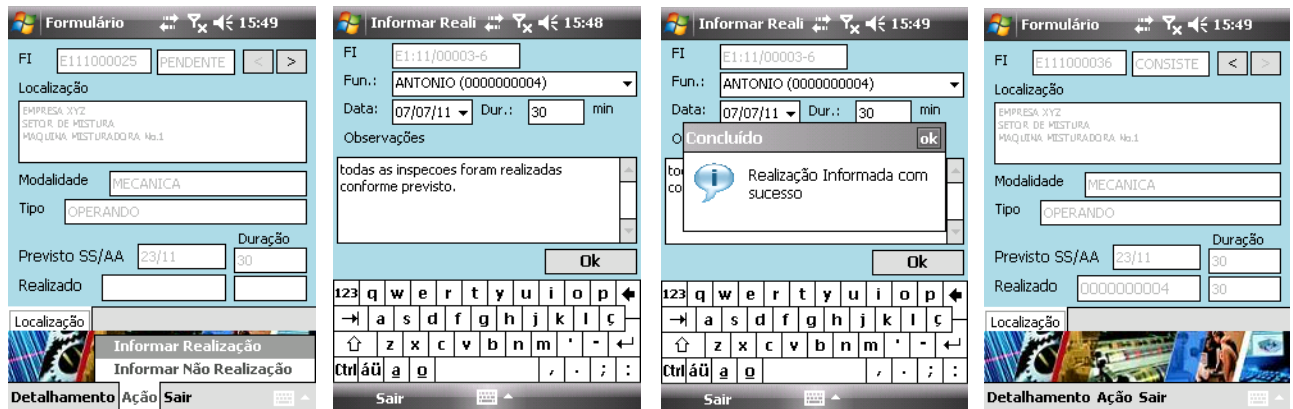 Formulário 15:49
FI E111000025 PENDENTE < >
Localização
EMPRESA XYZ
SETOR DE MISTURA
MAQUINA MISTURADORA No.1
Modalidade MECANICA
Tipo OPERANDO
Duração
Previsto SS/AA 23/11 30
Realizado
Localização
Informar Realização
Informar Não Realização
Detalhamento Ação Sair
Informar Reali 15:48
FI E1:11/00003-6
Fun.: ANTONIO (0000000004)
Data: 07/07/11 Dur.: 30 min
Observações
todas as inspecoes foram realizadas
conforme previsto.
Ok
123 q w e r t y u i o p
a s d f g h j k l ç
z x c v b n m ' -
Ctrl áü a o , . ; :
Sair
Informar Reali 15:49
FI E1:11/00003-6
Fun.: ANTONIO (0000000004)
Data: 07/07/11 Dur.: 30 min
O
Concluído ok
to
co
Realização Informada com
sucesso
Ok
123 q w e r t y u i o p
a s d f g h j k l ç
z x c v b n m ' -
Ctrl áü a o , . ; :
Sair
Formulário 15:49
FI E111000036 CONSISTE < >
Localização
EMPRESA XYZ
SETOR DE MISTURA
MAQUINA MISTURADORA No.1
Modalidade MECANICA
Tipo OPERANDO
Duração
Previsto SS/AA 23/11 30
Realizado 0000000004 30
Localização
Detalhamento Ação Sair